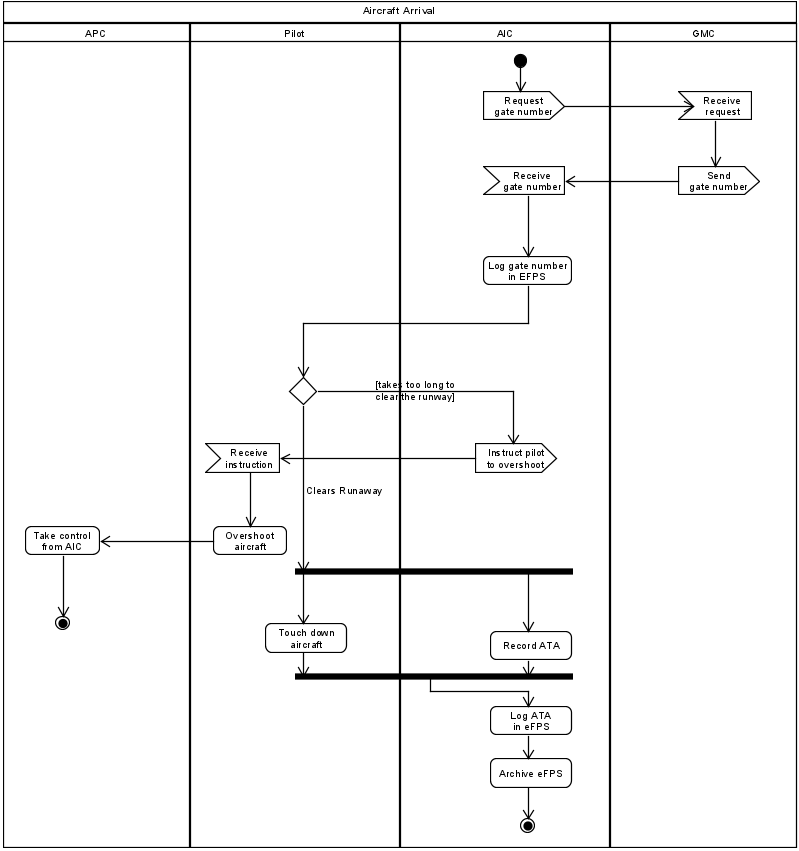 Aircraft Arrival
APC
Pilot
AIC
GMC
Request
gate number
Receive
request
Receive
gate number
Send
gate number
Log gate number
in EFPS
[takes too long to
clear the runway]
Receive
instruction
Instruct pilot
to overshoot
Clears Runaway
Take control
from AIC
Overshoot
aircraft
Touch down
aircraft
Record ATA
Log ATA
in eFPS
Archive eFPS